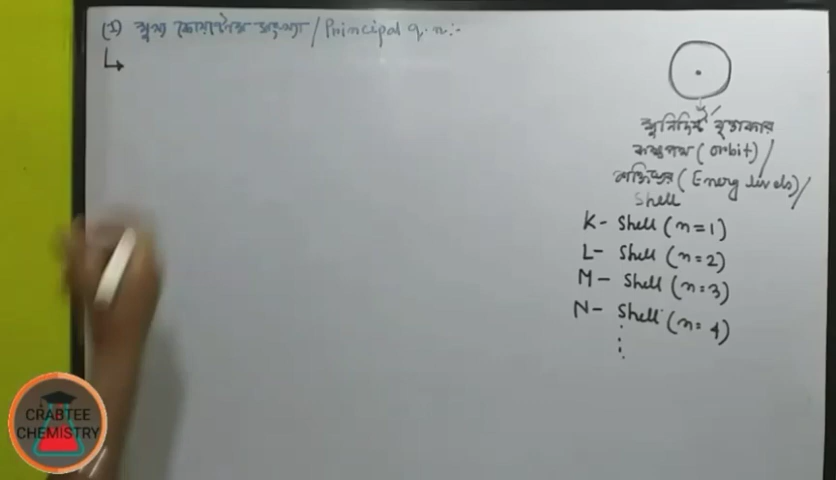 (1) মুখ্য কোয়ান্টাম সংখ্যা / Principal q. n :-
সুনির্দিষ্ট বৃত্তাকার
কক্ষপথ (orbit) /
শক্তিস্তর (Energy levels) /
Shell
K- Shell (n=1)
L- Shell (n=2)
M- Shell (n=3)
N- Shell (n=4)
CRABTEE
CHEMISTRY